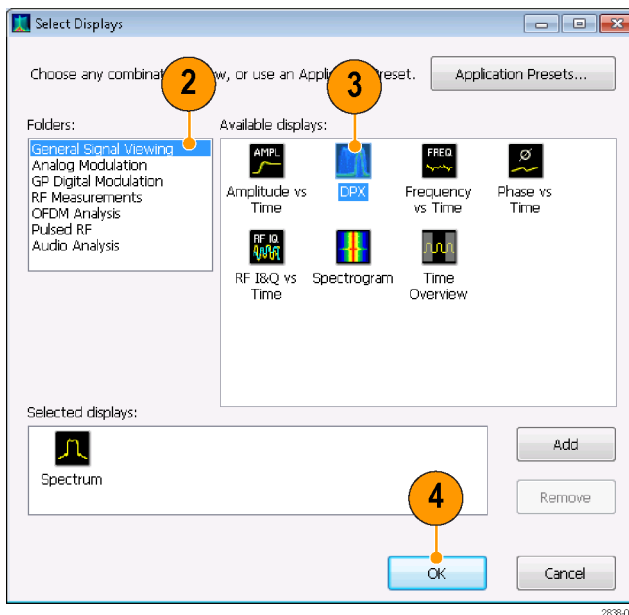 Select Displays
Choose any combinat w, or use an Appl reset.
Application Presets...
2
3
Folders:
General Signal Viewing
Analog Modulation
GP Digital Modulation
RF Measurements
OFDM Analysis
Pulsed RF
Audio Analysis
Available displays:
AMPL
FREQ
Ø
Amplitude vs
Time
DPX
Frequency
vs Time
Phase vs
Time
RF IQ
RF I&Q vs
Time
Spectrogram
Time
Overview
Selected displays:
Spectrum
Add
Remove
4
OK
Cancel